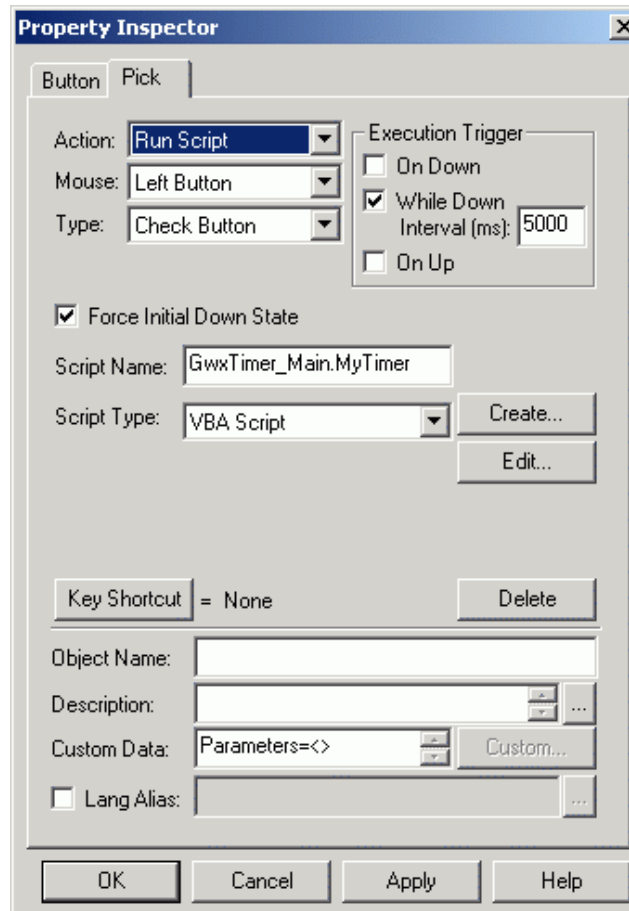 Property Inspector
Button Pick
Action: Run Script
Execution Trigger
On Down
Mouse: Left Button
While Down
Interval (ms): 5000
Type: Check Button
On Up
Force Initial Down State
Script Name: GwxTimer_Main.MyTimer
Script Type: VBA Script
Create...
Edit...
Key Shortcut = None
Delete
Object Name:
Description: ...
Custom Data: Parameters=<> Custom...
Lang Alias: ...
OK Cancel Apply Help